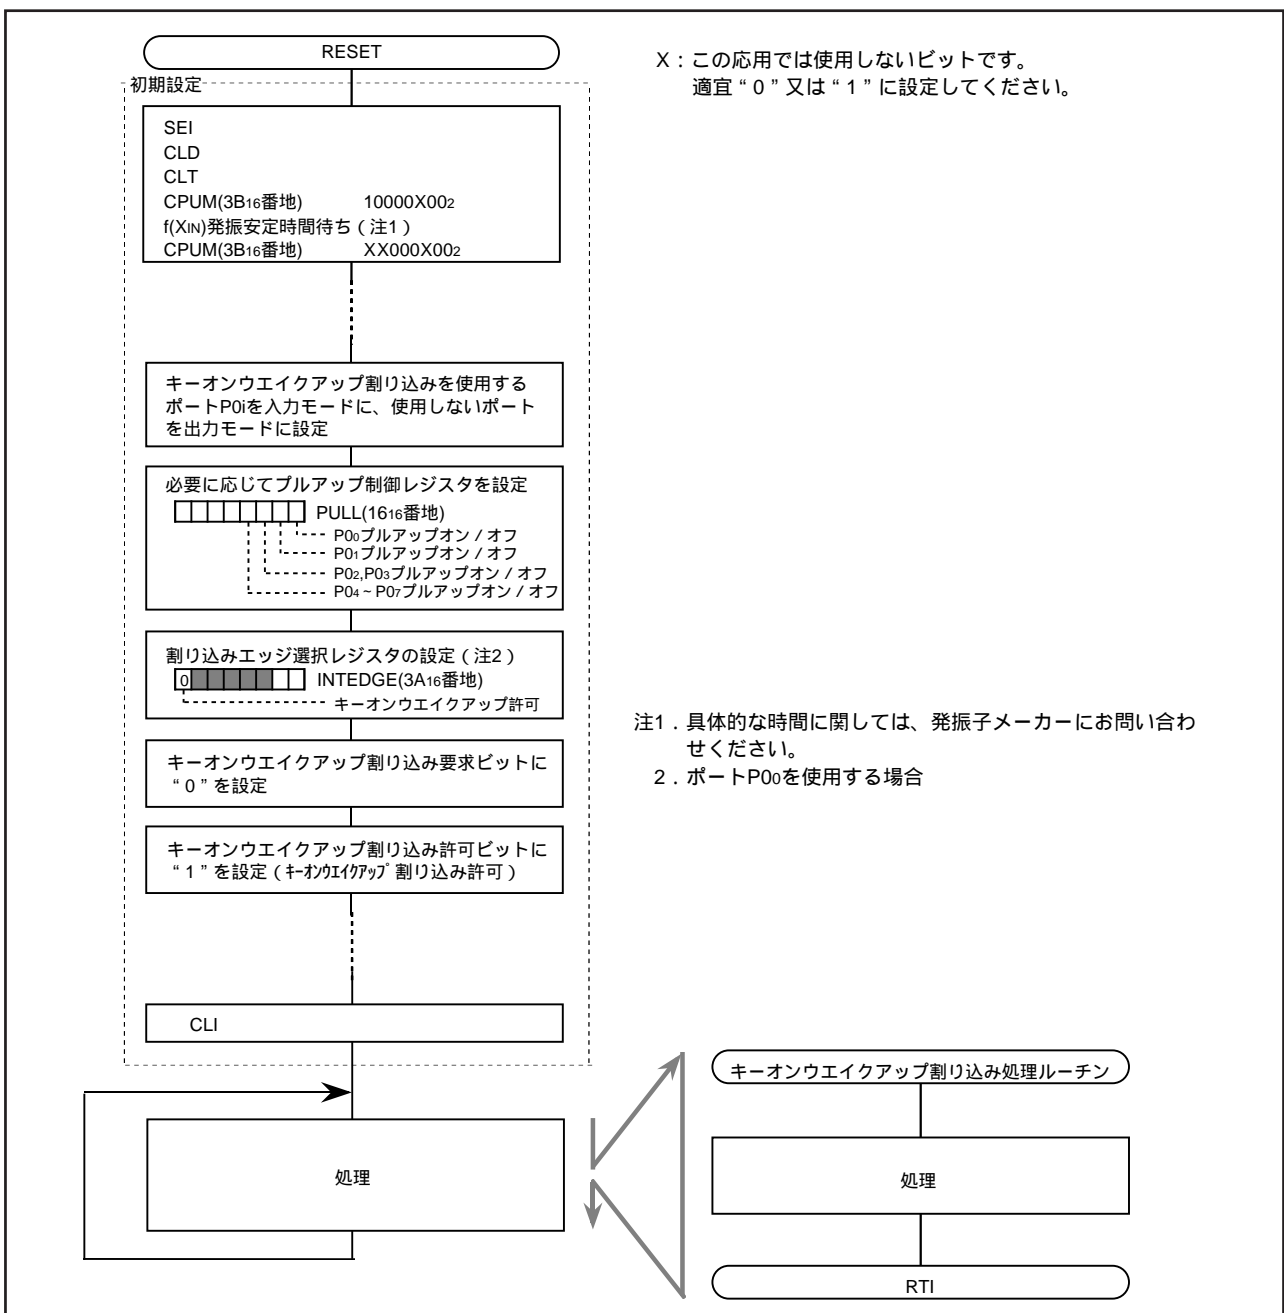 RESET
X：この応用では使用しないビットです。
適宜“0”又は“1”に設定してください。
初期設定
SEI
CLD
CLT
CPUM(3B16番地) 10000X002
f(XIN)発振安定時間待ち（注1）
CPUM(3B16番地) XX000X002
キーオンウエイクアップ割り込みを使用する
ポートP0iを入力モードに、使用しないポート
を出力モードに設定
必要に応じてプルアップ制御レジスタを設定
PULL(1616番地)
P00プルアップオン／オフ
P01プルアップオン／オフ
P02,P03プルアップオン／オフ
P04～P07プルアップオン／オフ
割り込みエッジ選択レジスタの設定（注2）
0 INTEDGE(3A16番地)
キーオンウエイクアップ許可
注1．具体的な時間に関しては、発振子メーカーにお問い合わ
せください。
2．ポートP00を使用する場合
キーオンウエイクアップ割り込み要求ビットに
“0”を設定
キーオンウエイクアップ割り込み許可ビットに
“1”を設定（ｷｰｵﾝｳｴｲｸｱｯﾌﾟ割り込み許可）
CLI
キーオンウエイクアップ割り込み処理ルーチン
処理
処理
RTI